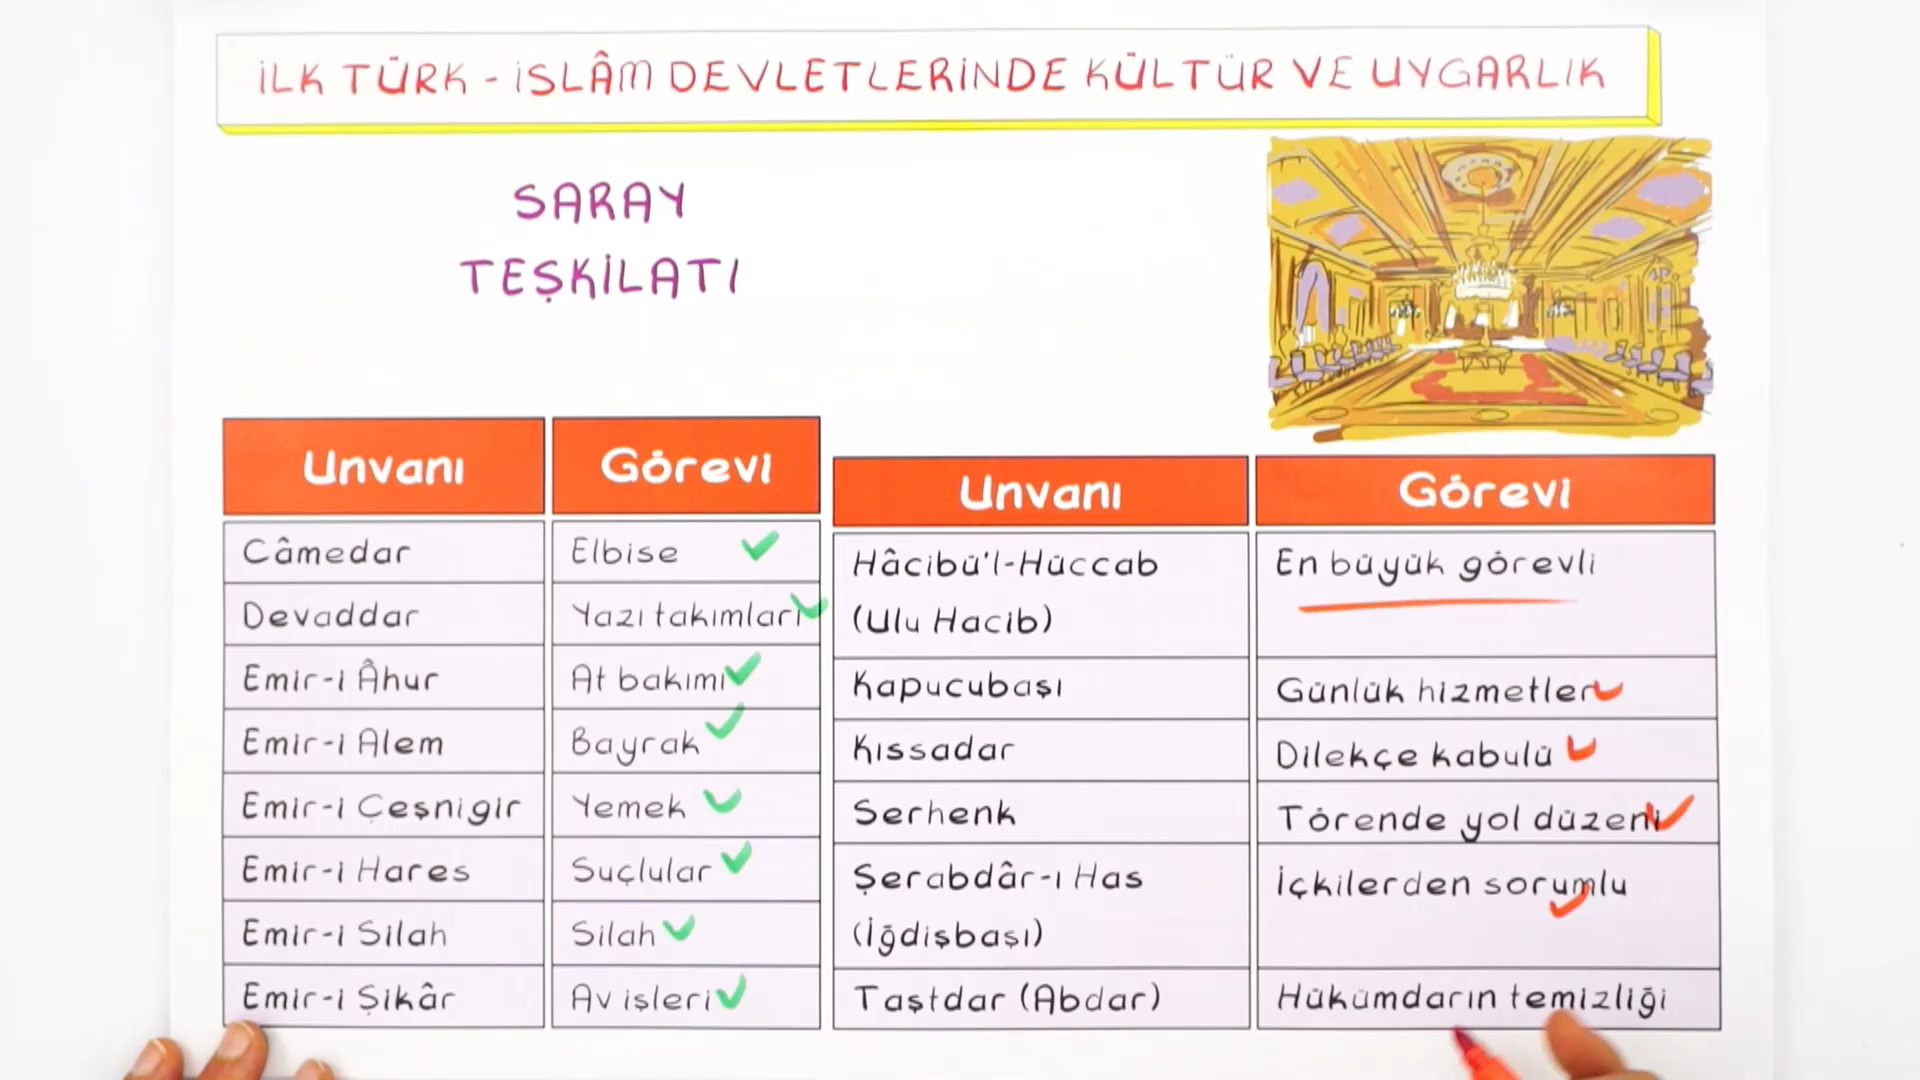 İLK TÜRK - İSLÂM DEVLETLERİNDE KÜLTÜR VE UYGARLIK
SARAY
TEŞKİLATI
Unvanı Görevi
Câmedar Elbise
Devaddar Yazı takımları
Emir-i Âhur At bakımı
Emir-i Alem Bayrak
Emir-i Çeşnigir Yemek
Emir-i Hares Suçlular
Emir-i Silah Silah
Emir-i Şikâr Av işleri
Unvanı Görevi
Hâcibü'l-Hüccab En büyük görevli
(Ulu Hacib)
Kapucubaşı Günlük hizmetler
Kıssadar Dilekçe kabulü
Serhenk Törende yol düzeni
Şerabdâr-ı Has İçkilerden sorumlu
(İğdişbaşı)
Taştdar (Abdar) Hükümdarın temizliği